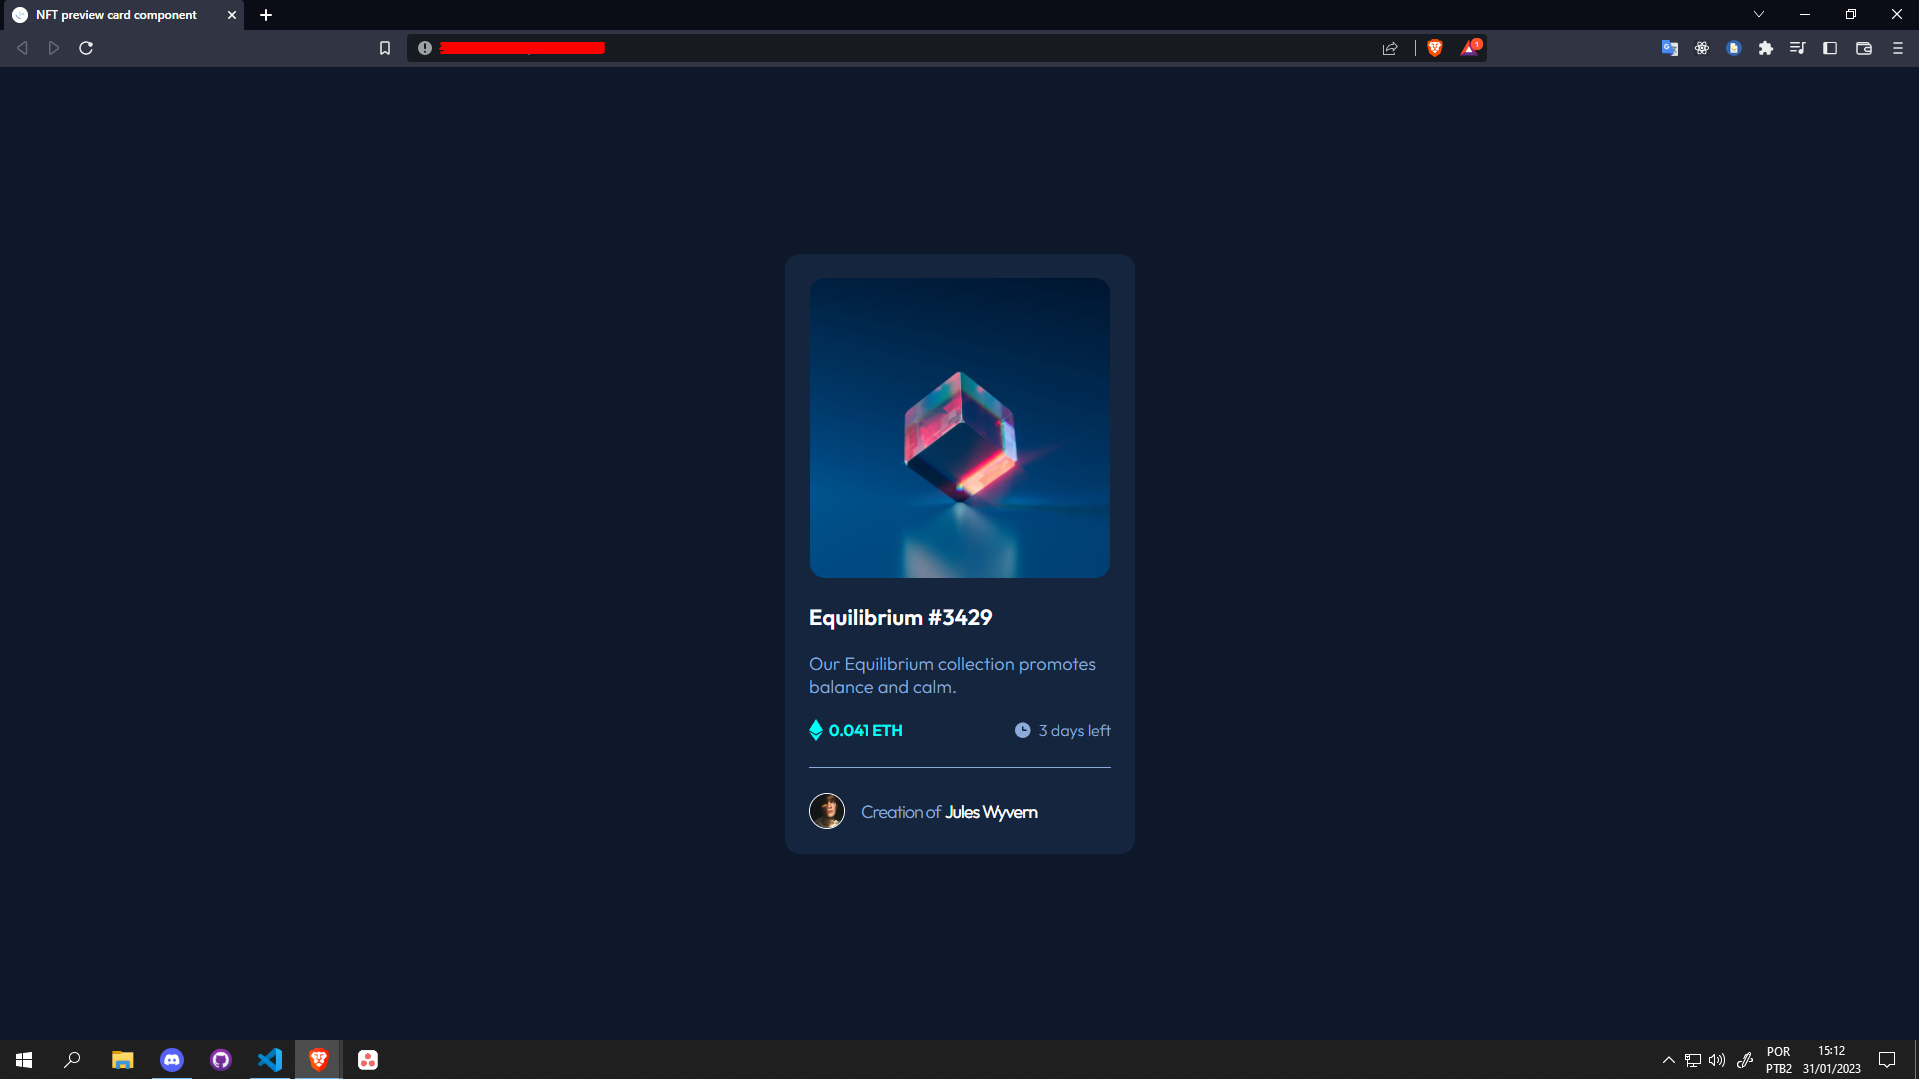 NFT preview card component
1
Equilibrium #3429
Our Equilibrium collection promotes
balance and calm.
0.041 ETH
3 days left
Creation of Jules Wyvern
POR
PTB2
15:12
31/01/2023